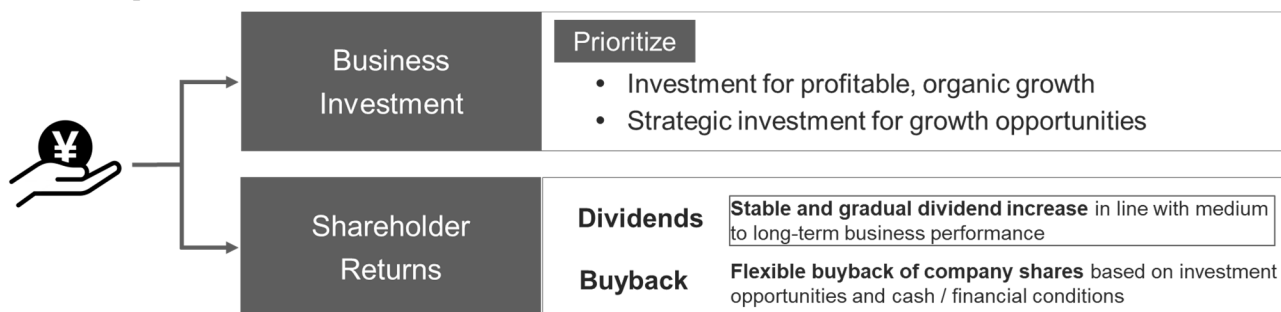 ¥
Business
Investment
Prioritize
• Investment for profitable, organic growth
• Strategic investment for growth opportunities
Shareholder
Returns
Dividends
Stable and gradual dividend increase in line with medium
to long-term business performance
Buyback
Flexible buyback of company shares based on investment
opportunities and cash / financial conditions